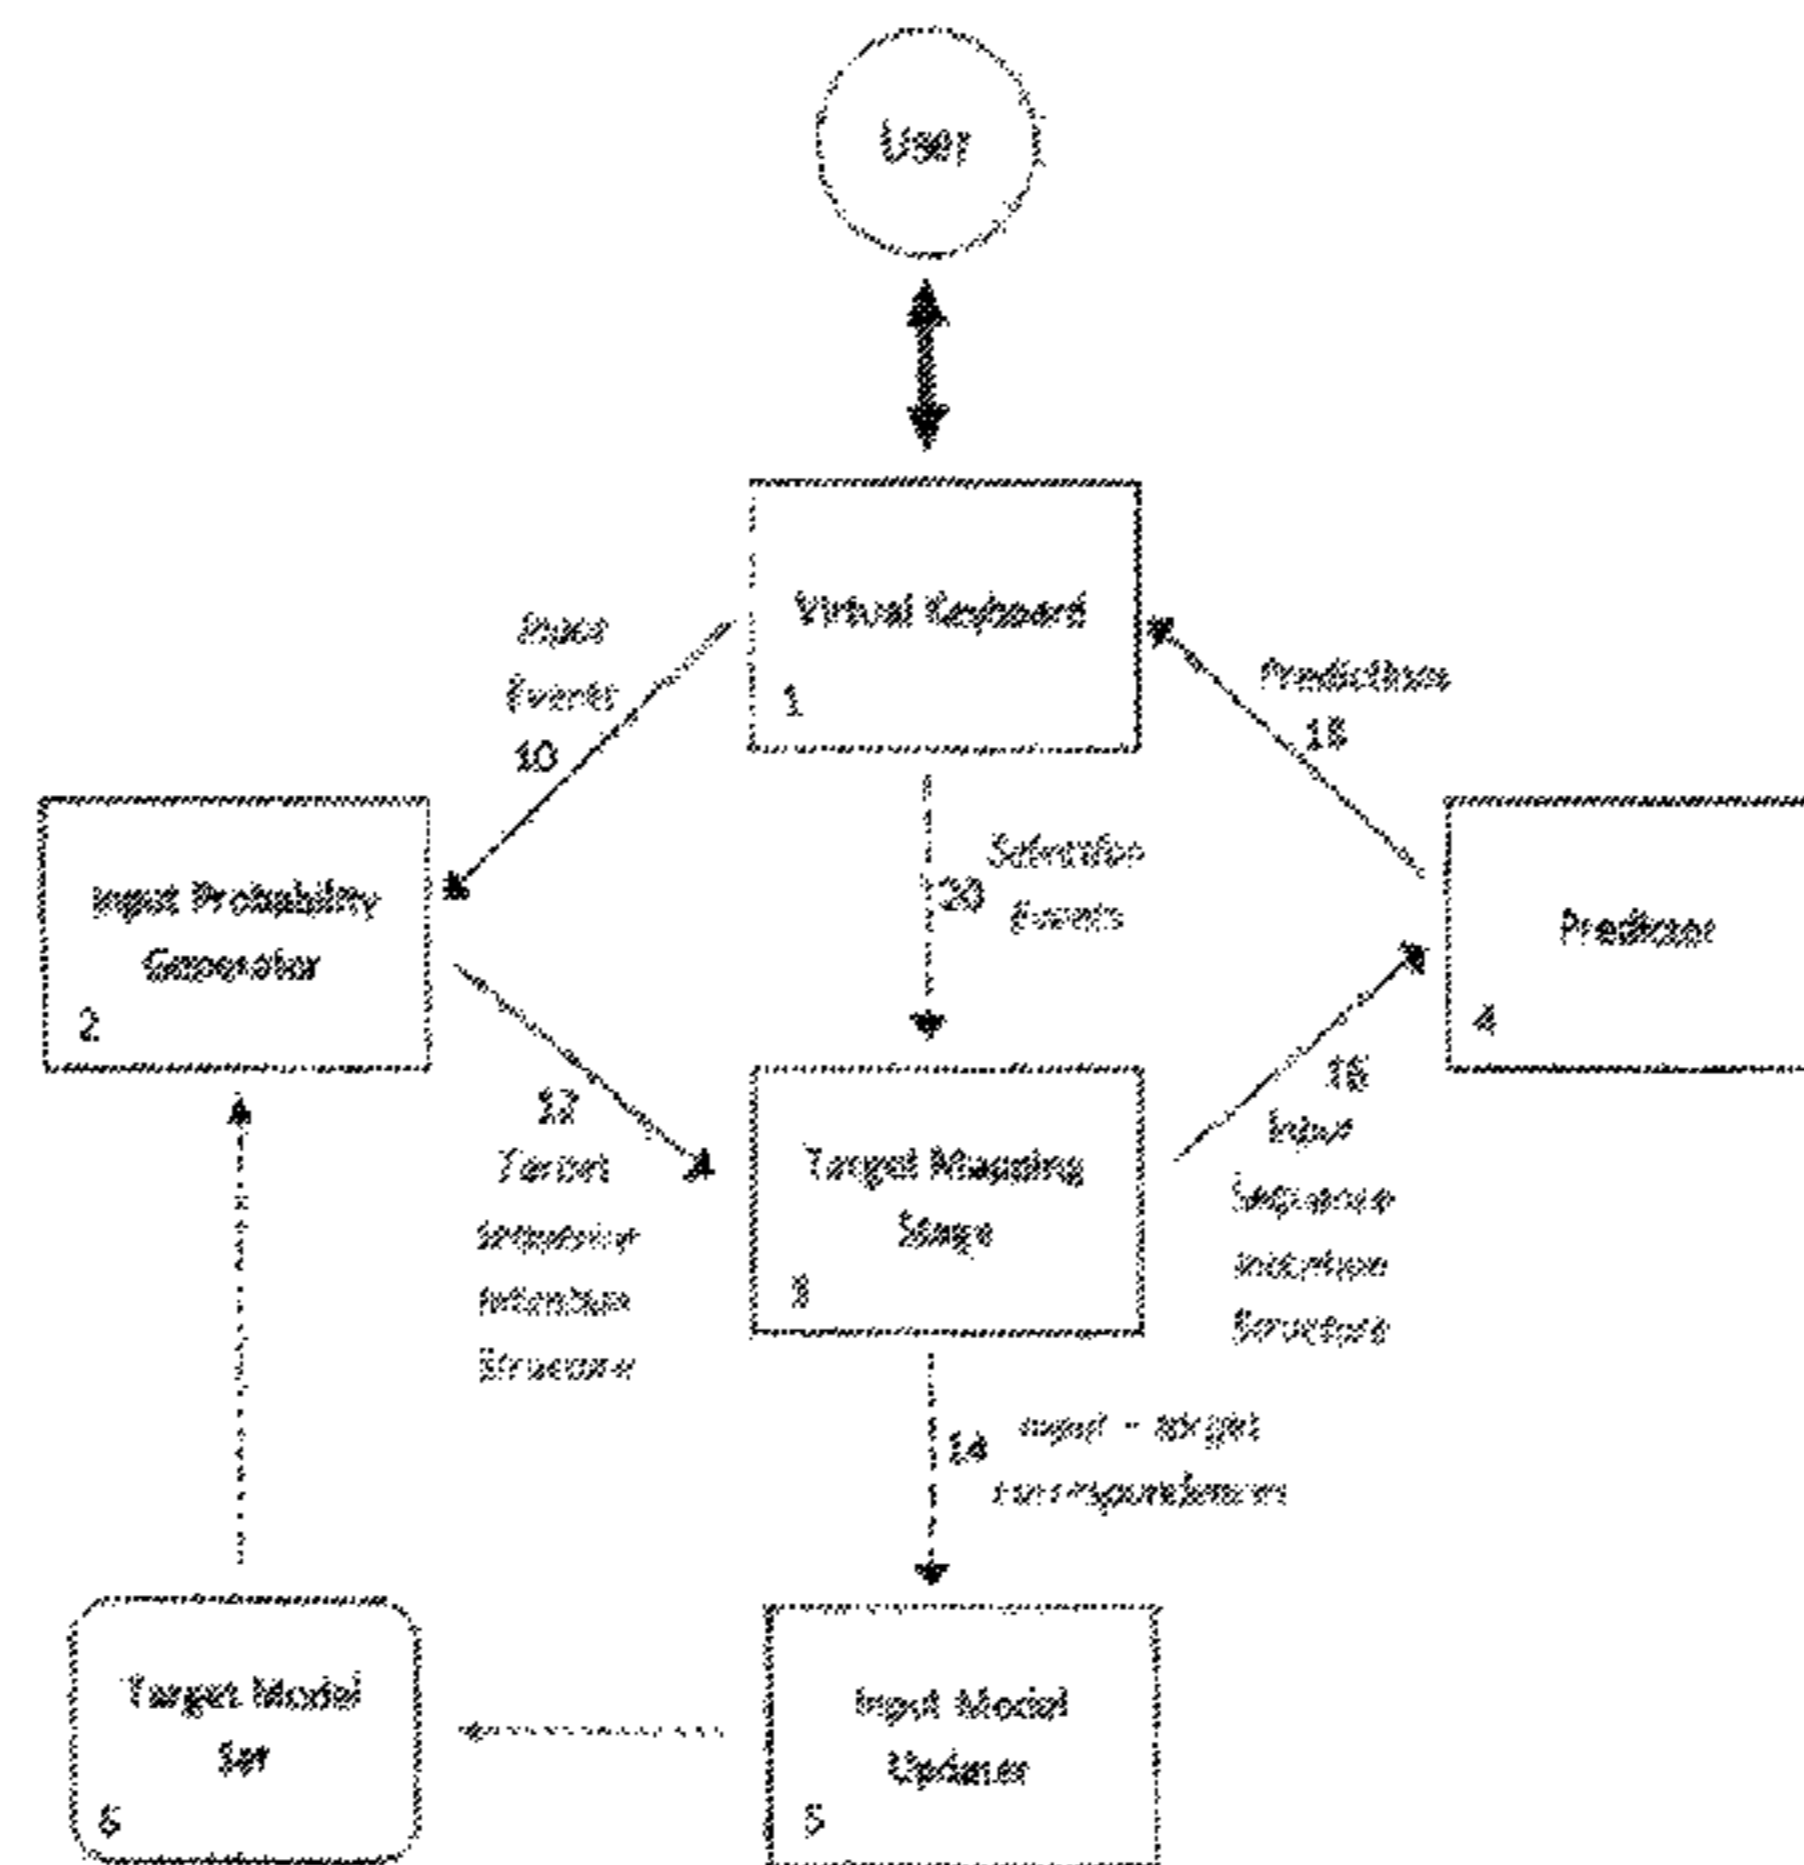 User
Virtual Keyboard
1
Input
Events
10
Predictions
18
Selection
Events
20
Input Probability
Generator
2
Predictor
4
12
Target
Sequence
Intention
Structure
Target Mapping
Stage
3
16
Input
Sequence
Intention
Structure
14
Input - target
correspondences
Target Model
Set
6
Input Model
Updater
5